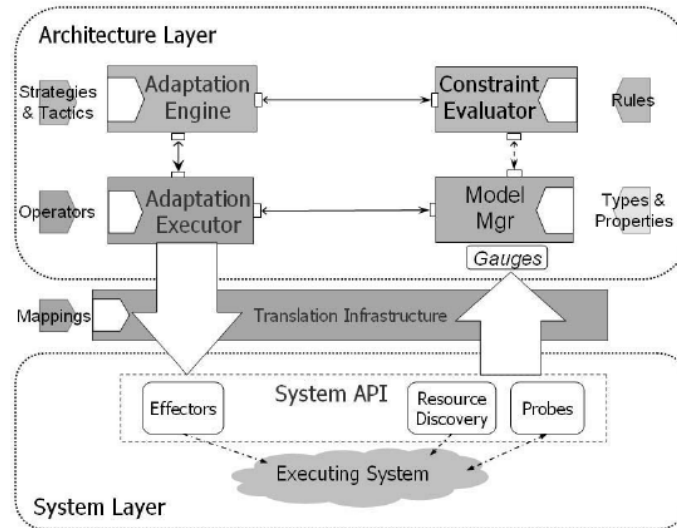 Architecture Layer
Strategies
& Tactics
Adaptation
Engine
Constraint
Evaluator
Rules
Operators
Adaptation
Executor
Model
Mgr
Types &
Properties
Gauges
Mappings
Translation Infrastructure
System API
Effectors
Resource
Discovery
Probes
Executing System
System Layer